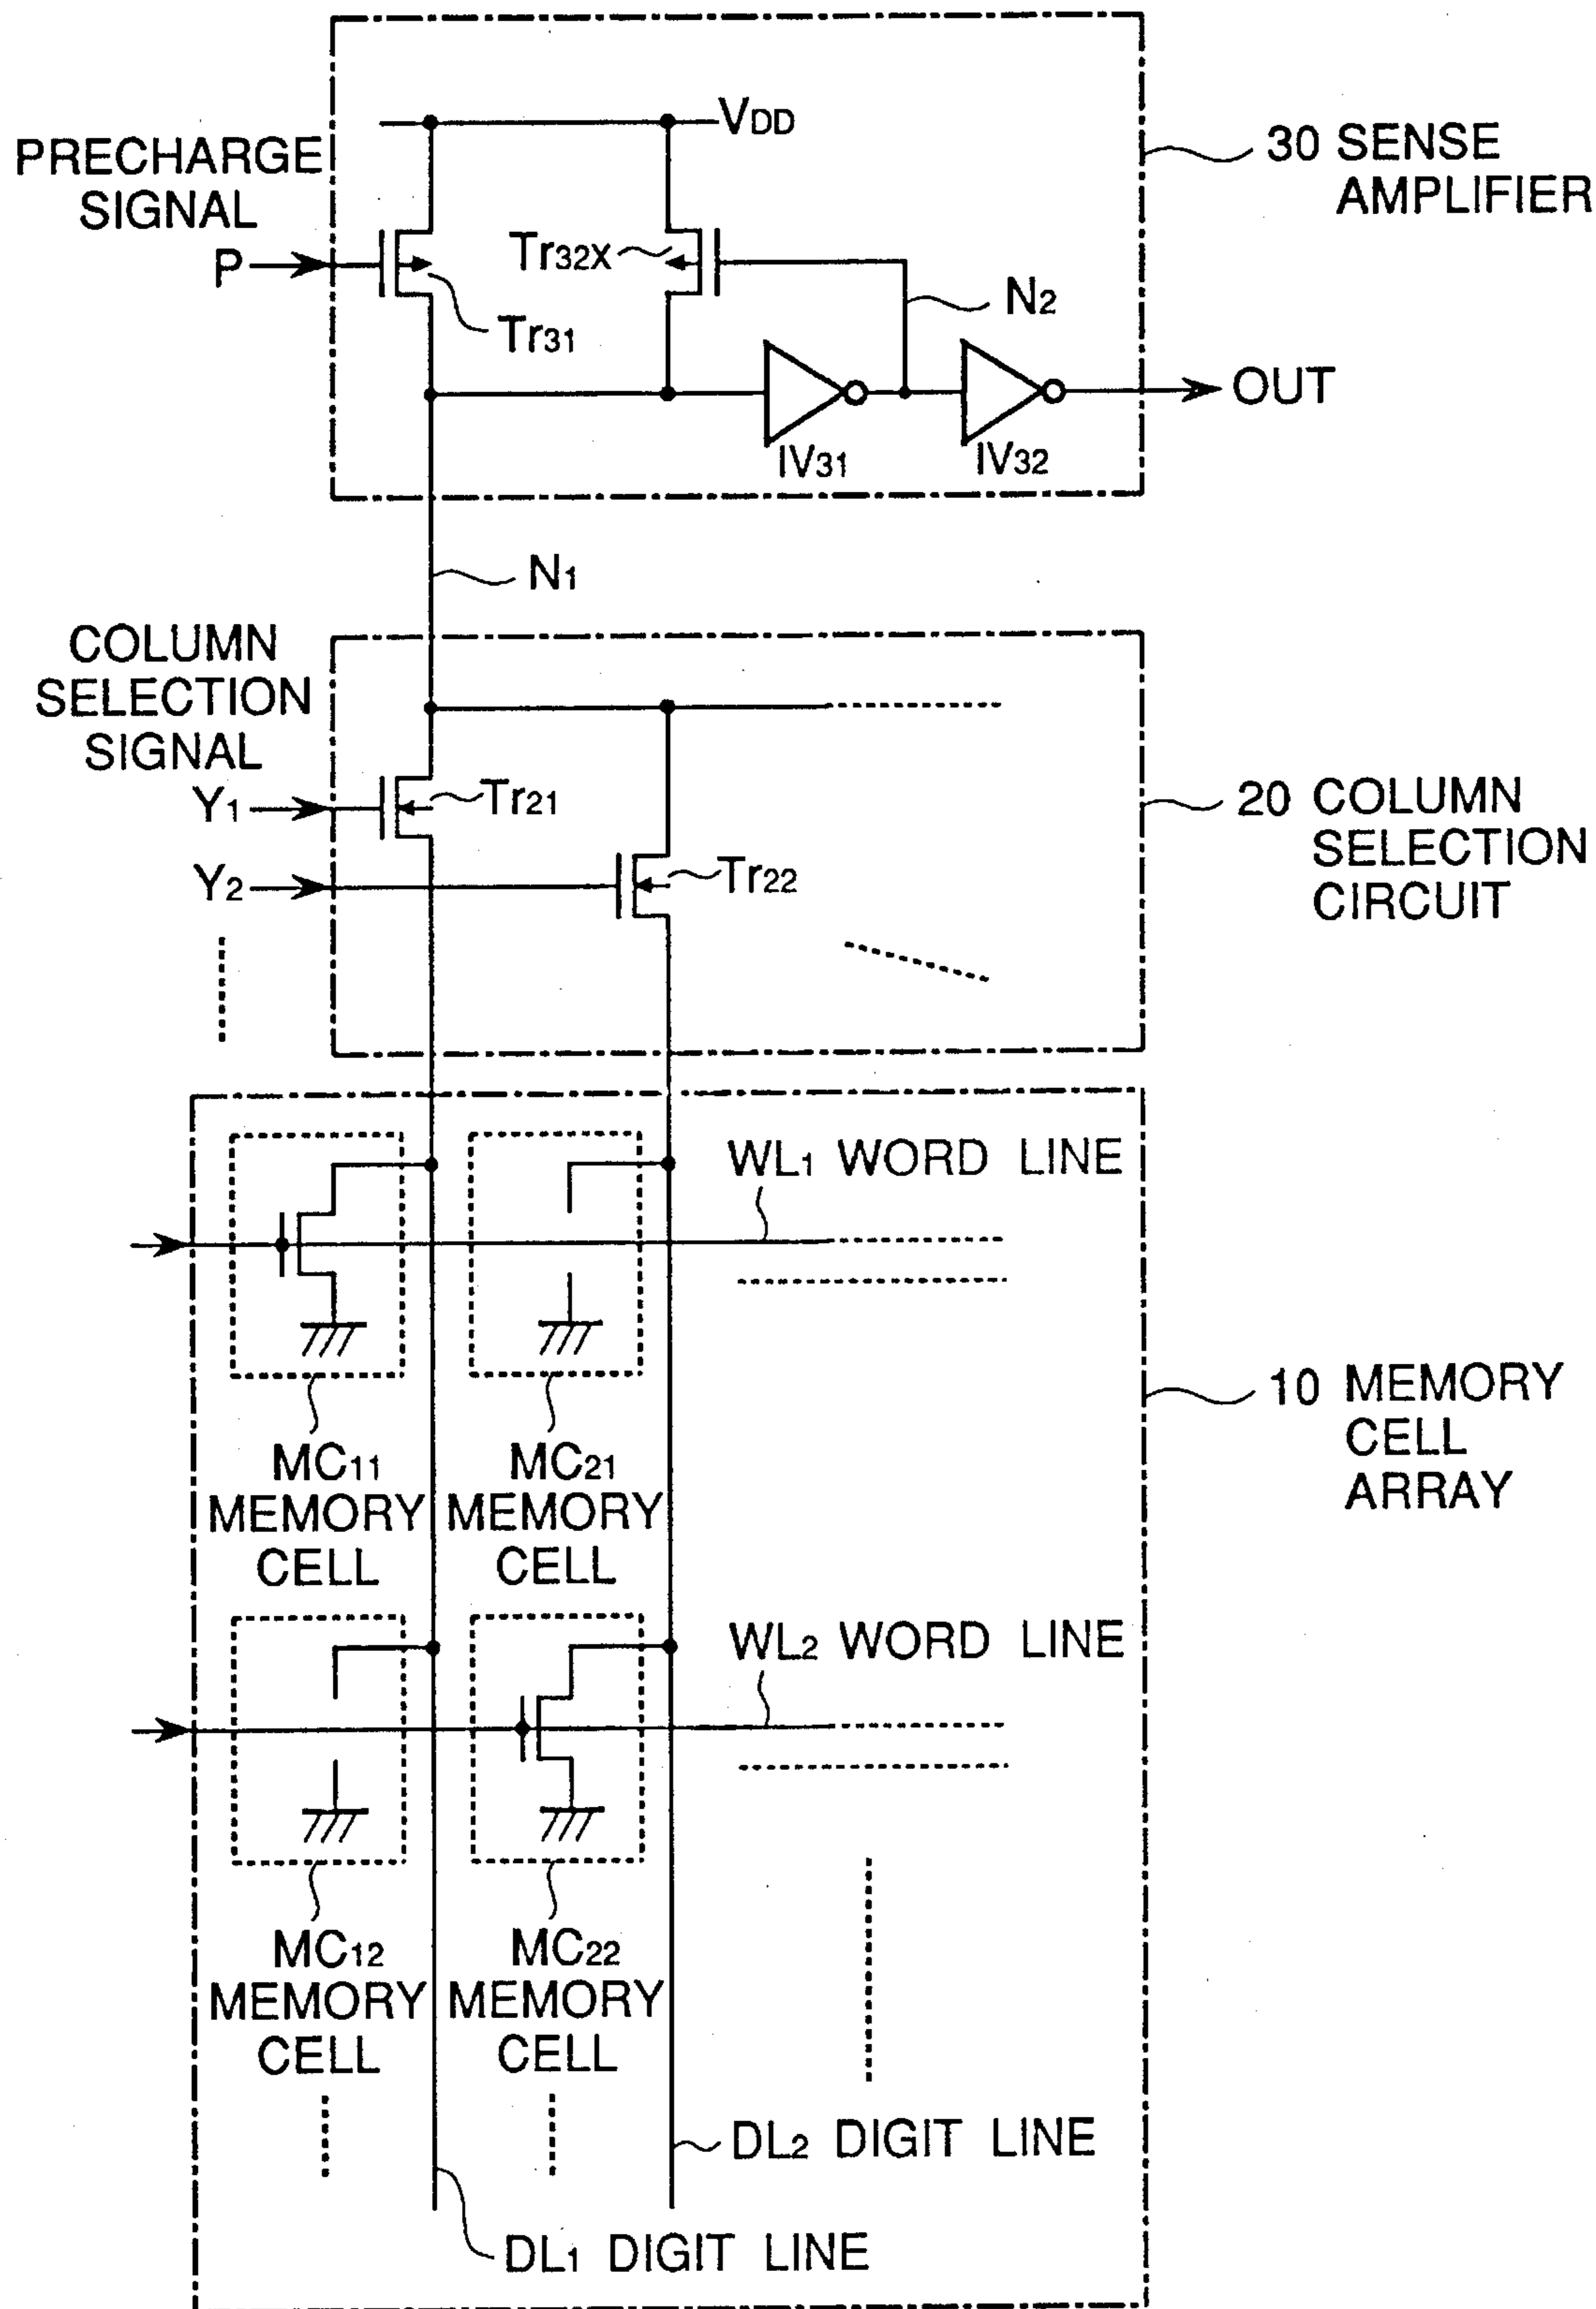 VDD
PRECHARGE
SIGNAL
P
Tr31
Tr32X
N2
IV31
IV32
OUT
30 SENSE
AMPLIFIER
N1
COLUMN
SELECTION
SIGNAL
Y1
Tr21
Y2
Tr22
20 COLUMN
SELECTION
CIRCUIT
WL1 WORD LINE
MC11
MEMORY
CELL
MC21
MEMORY
CELL
10 MEMORY
CELL
ARRAY
WL2 WORD LINE
MC12
MEMORY
CELL
MC22
MEMORY
CELL
DL2 DIGIT LINE
DL1 DIGIT LINE